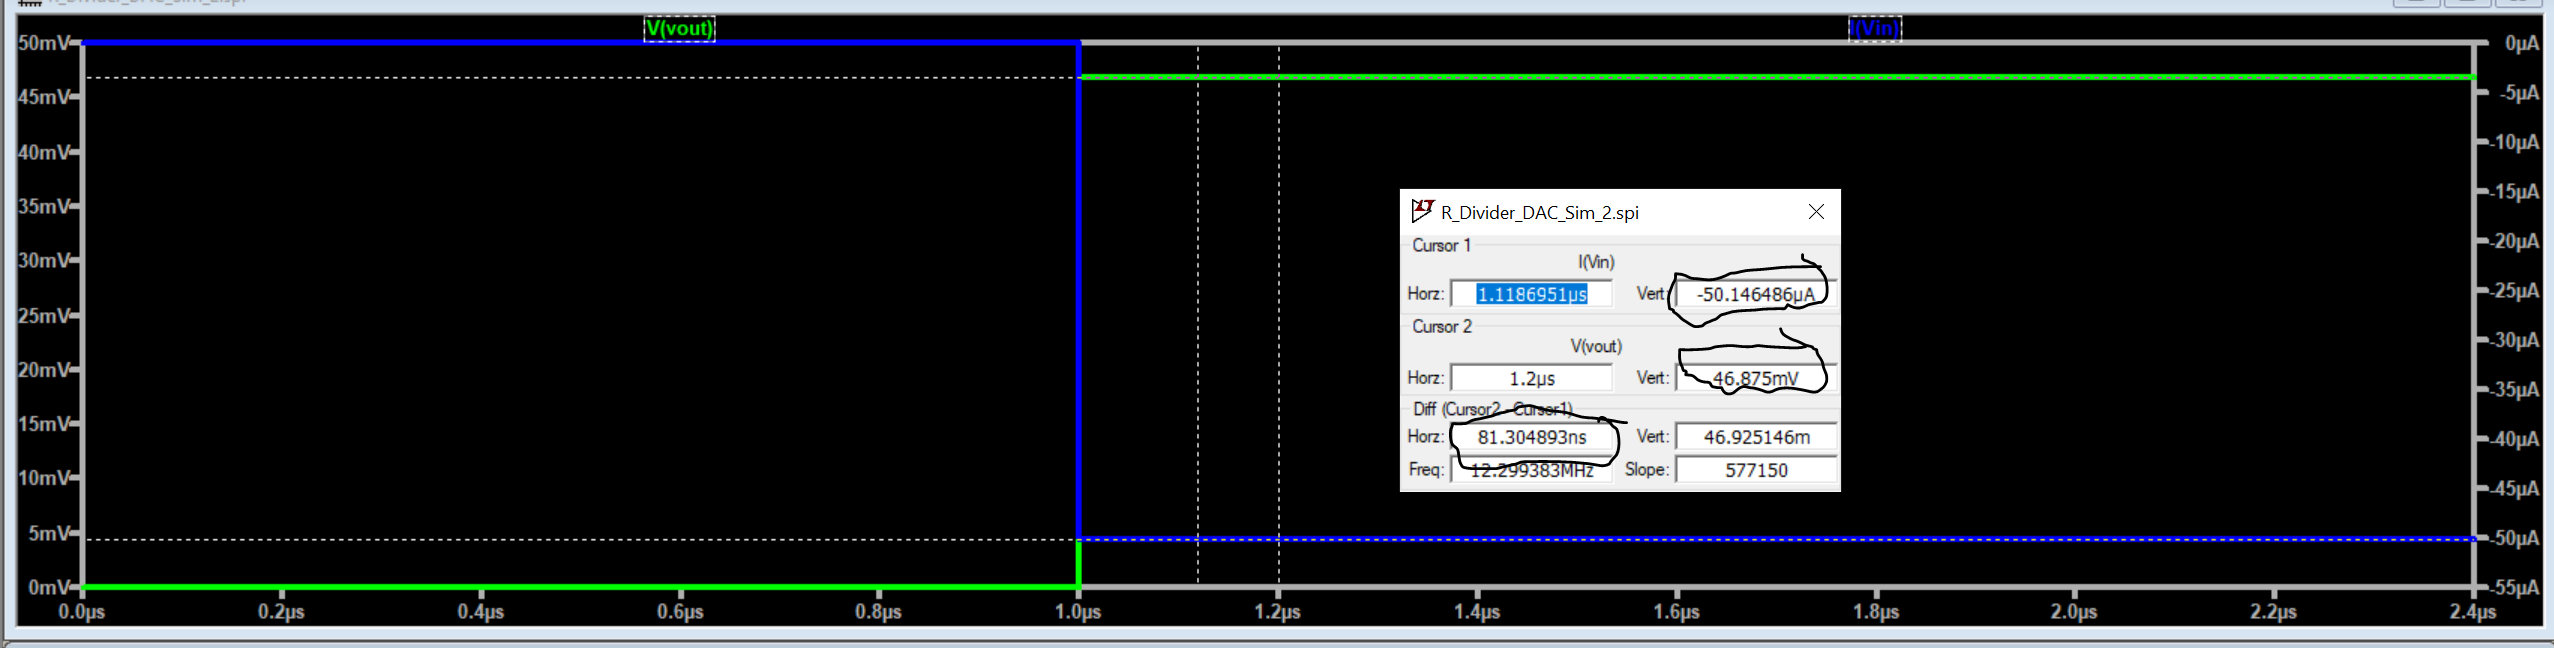 R_Divider_DAC_Sim_2.spi
V(vout) I(Vin)
50mV
45mV
40mV
35mV
30mV
25mV
20mV
15mV
10mV
5mV
0mV
0µA
-5µA
-10µA
-15µA
-20µA
-25µA
-30µA
-35µA
-40µA
-45µA
-50µA
-55µA
0.0µs 0.2µs 0.4µs 0.6µs 0.8µs 1.0µs 1.2µs 1.4µs 1.6µs 1.8µs 2.0µs 2.2µs 2.4µs
R_Divider_DAC_Sim_2.spi
Cursor 1
I(Vin)
Horz: 1.1186951µs Vert: -50.146486µA
Cursor 2
V(vout)
Horz: 1.2µs Vert: 46.875mV
Diff (Cursor2 - Cursor1)
Horz: 81.304893ns Vert: 46.925146m
Freq: 12.299383MHz Slope: 577150